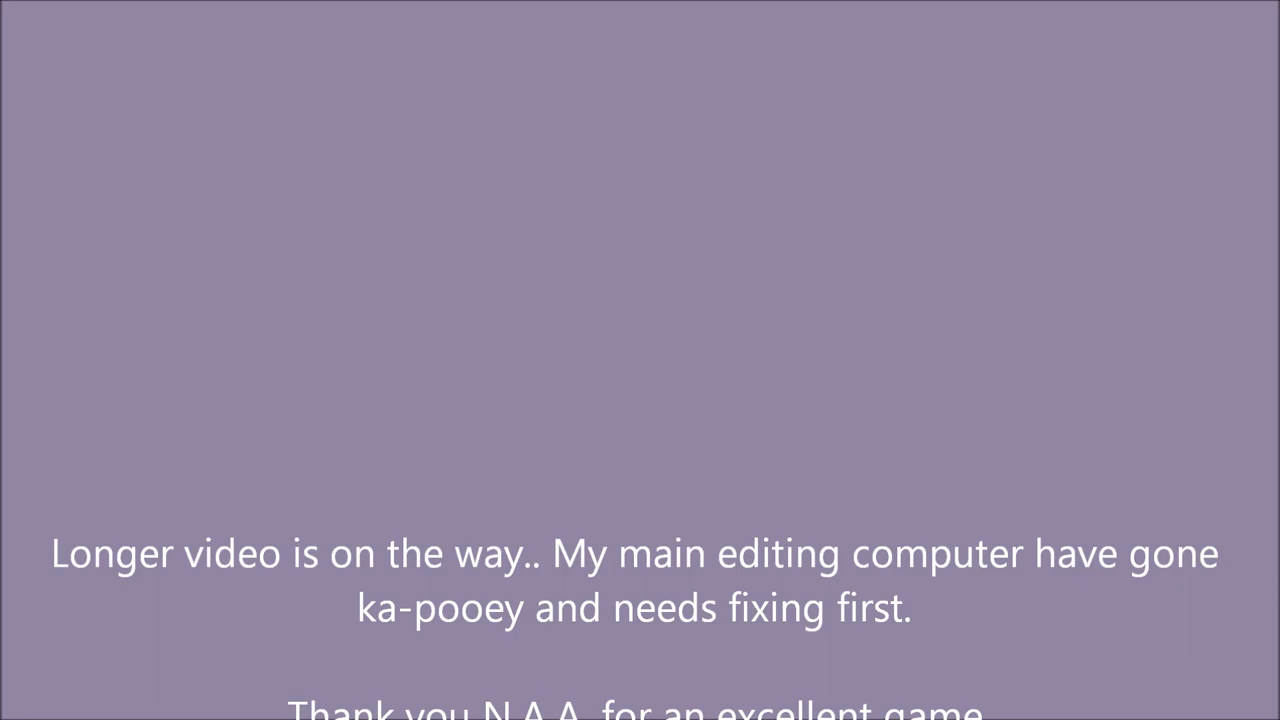 Longer video is on the way.. My main editing computer have gone
ka-pooey and needs fixing first.
Thank you N.A.A. for an excellent game